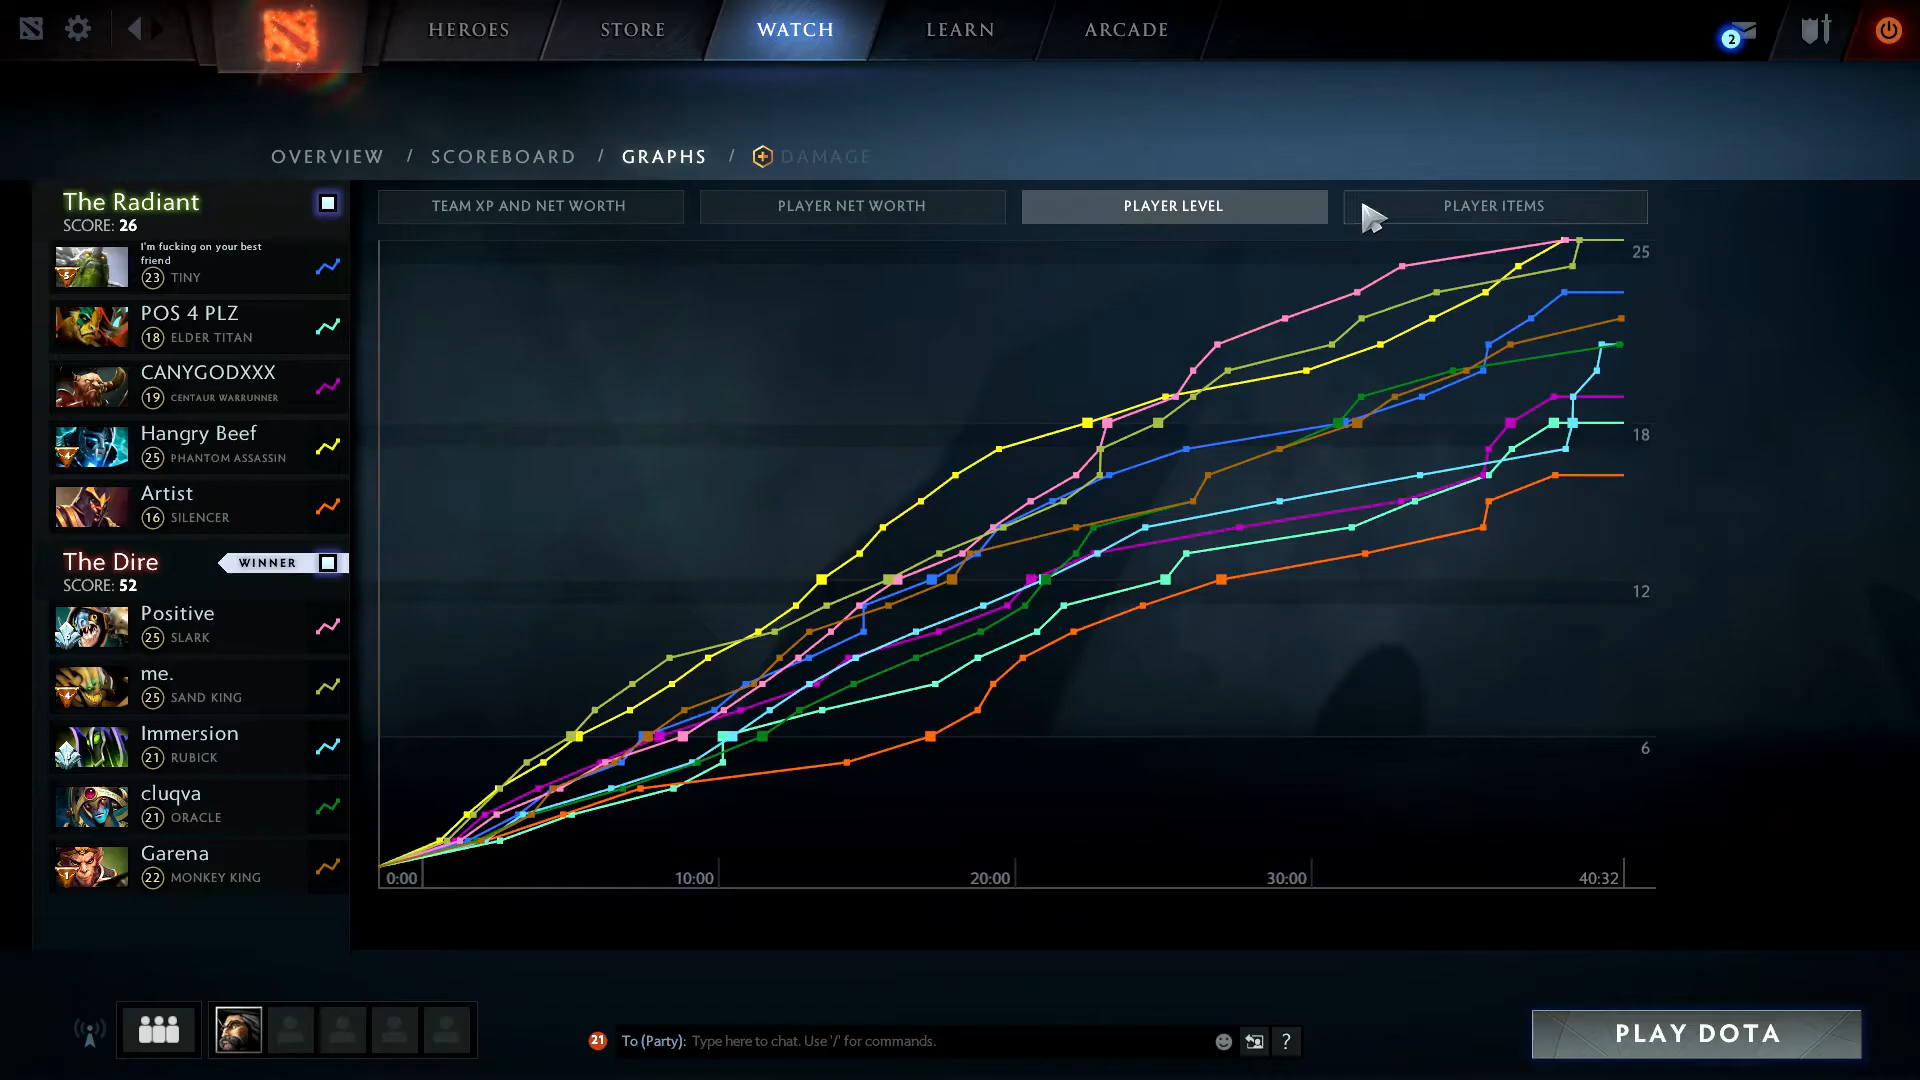 HEROES
STORE
WATCH
LEARN
ARCADE
2
OVERVIEW / SCOREBOARD / GRAPHS / DAMAGE
The Radiant
SCORE: 26
I'm fucking on your best
friend
5
23 TINY
POS 4 PLZ
18 ELDER TITAN
CANYGODXXX
19 CENTAUR WARRUNNER
Hangry Beef
4
25 PHANTOM ASSASSIN
Artist
16 SILENCER
The Dire
WINNER
SCORE: 52
Positive
25 SLARK
me.
4
25 SAND KING
Immersion
21 RUBICK
cluqva
21 ORACLE
Garena
1
22 MONKEY KING
TEAM XP AND NET WORTH
PLAYER NET WORTH
PLAYER LEVEL
PLAYER ITEMS
25
18
12
6
0:00
10:00
20:00
30:00
40:32
21
To (Party): Type here to chat. Use '/' for commands.
?
PLAY DOTA